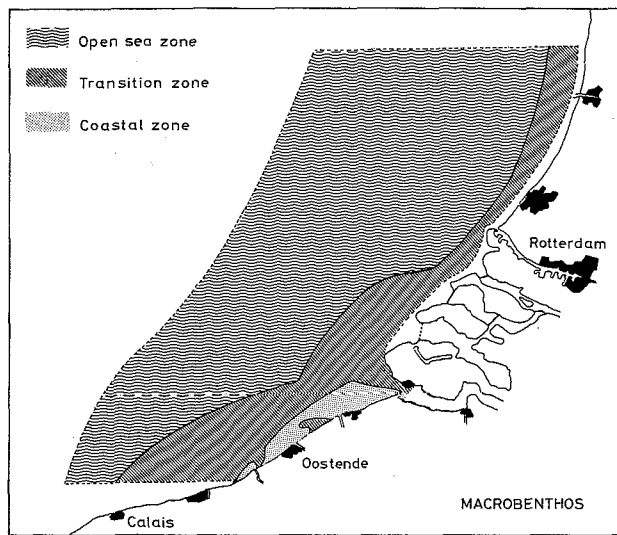 Open sea zone
Transition zone
Coastal zone
Rotterdam
Oostende
Calais
MACROBENTHOS